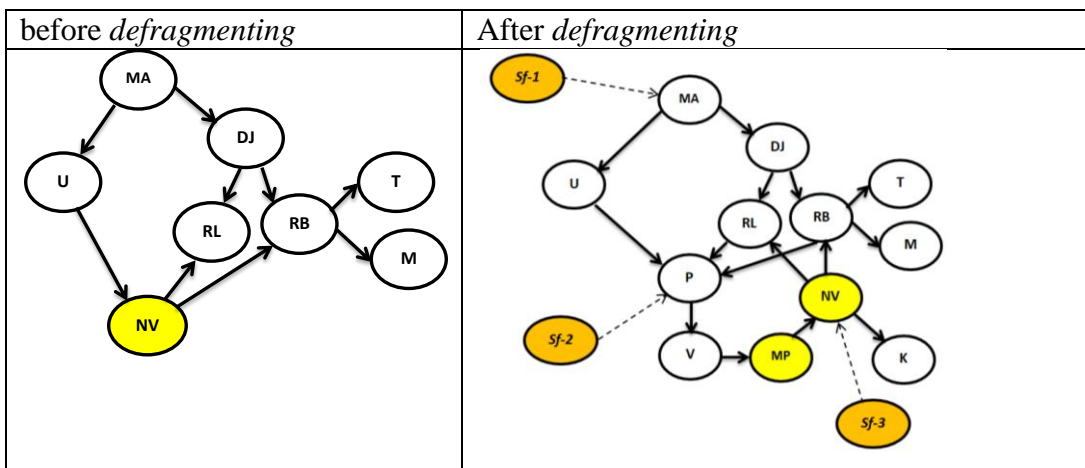 before defragmenting
After defragmenting
MA
DJ
U
T
RL
RB
M
NV
Sf-1
MA
DJ
U
T
RL
RB
M
P
NV
Sf-2
V
MP
K
Sf-3